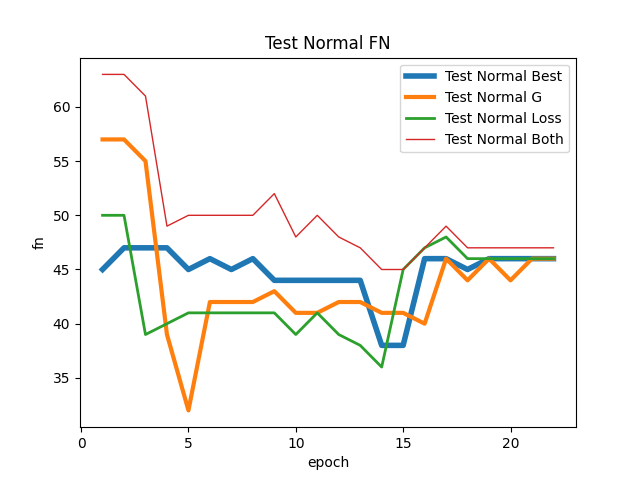 Test Normal FN
Test Normal Best
Test Normal G
Test Normal Loss
Test Normal Both
60
55
50
45
40
35
fn
0
5
10
15
20
epoch